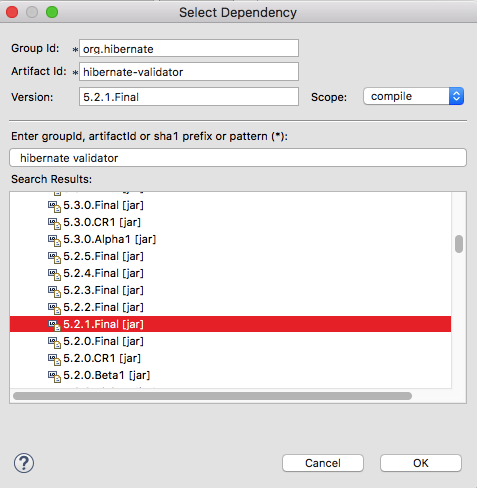 Select Dependency
Group Id: * org.hibernate
Artifact Id: * hibernate-validator
Version: 5.2.1.Final Scope: compile
Enter groupId, artifactId or sha1 prefix or pattern (*):
hibernate validator
Search Results:
5.3.0.Final [jar]
5.3.0.CR1 [jar]
5.3.0.Alpha1 [jar]
5.2.5.Final [jar]
5.2.4.Final [jar]
5.2.3.Final [jar]
5.2.2.Final [jar]
5.2.1.Final [jar]
5.2.0.Final [jar]
5.2.0.CR1 [jar]
5.2.0.Beta1 [jar]
? Cancel OK